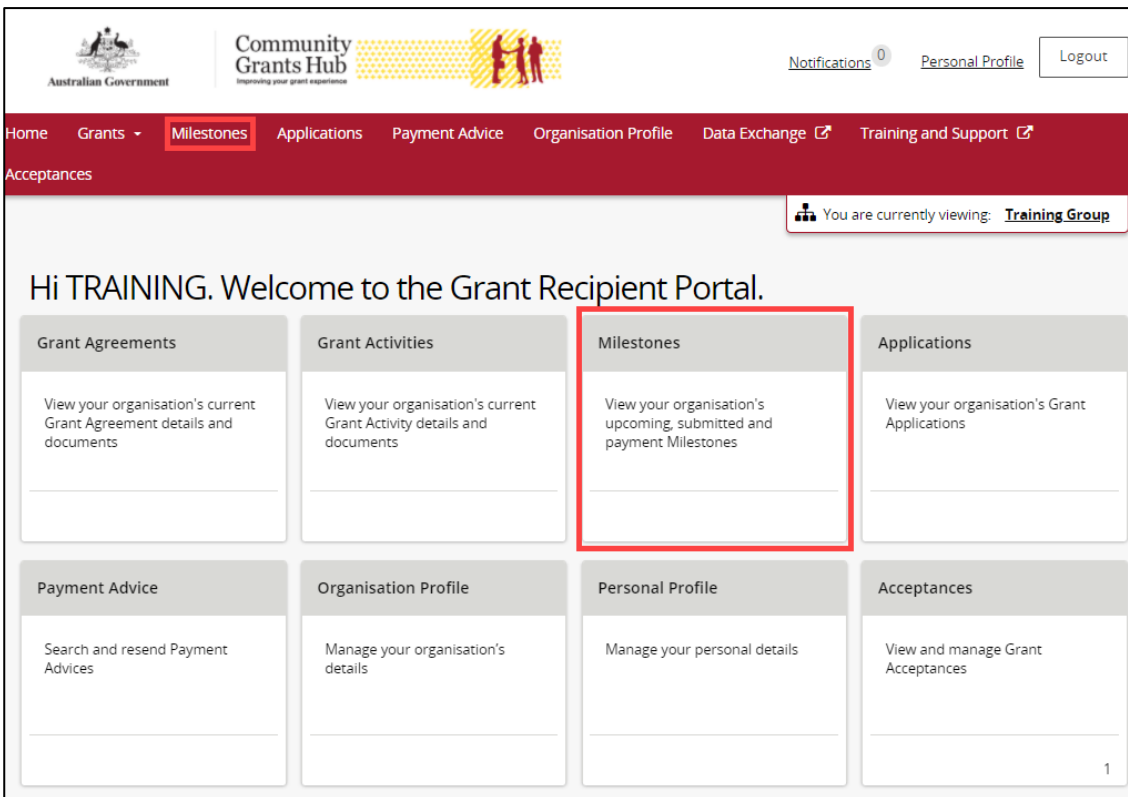 Australian Government
Community
Grants Hub
Improving your grant experience
Notifications 0
Personal Profile
Logout
Home Grants Milestones Applications Payment Advice Organisation Profile Data Exchange Training and Support
Acceptances
You are currently viewing: Training Group
Hi TRAINING. Welcome to the Grant Recipient Portal.
Grant Agreements
View your organisation's current
Grant Agreement details and
documents
Grant Activities
View your organisation's current
Grant Activity details and
documents
Milestones
View your organisation's
upcoming, submitted and
payment Milestones
Applications
View your organisation's Grant
Applications
Payment Advice
Search and resend Payment
Advices
Organisation Profile
Manage your organisation's
details
Personal Profile
Manage your personal details
Acceptances
View and manage Grant
Acceptances
1